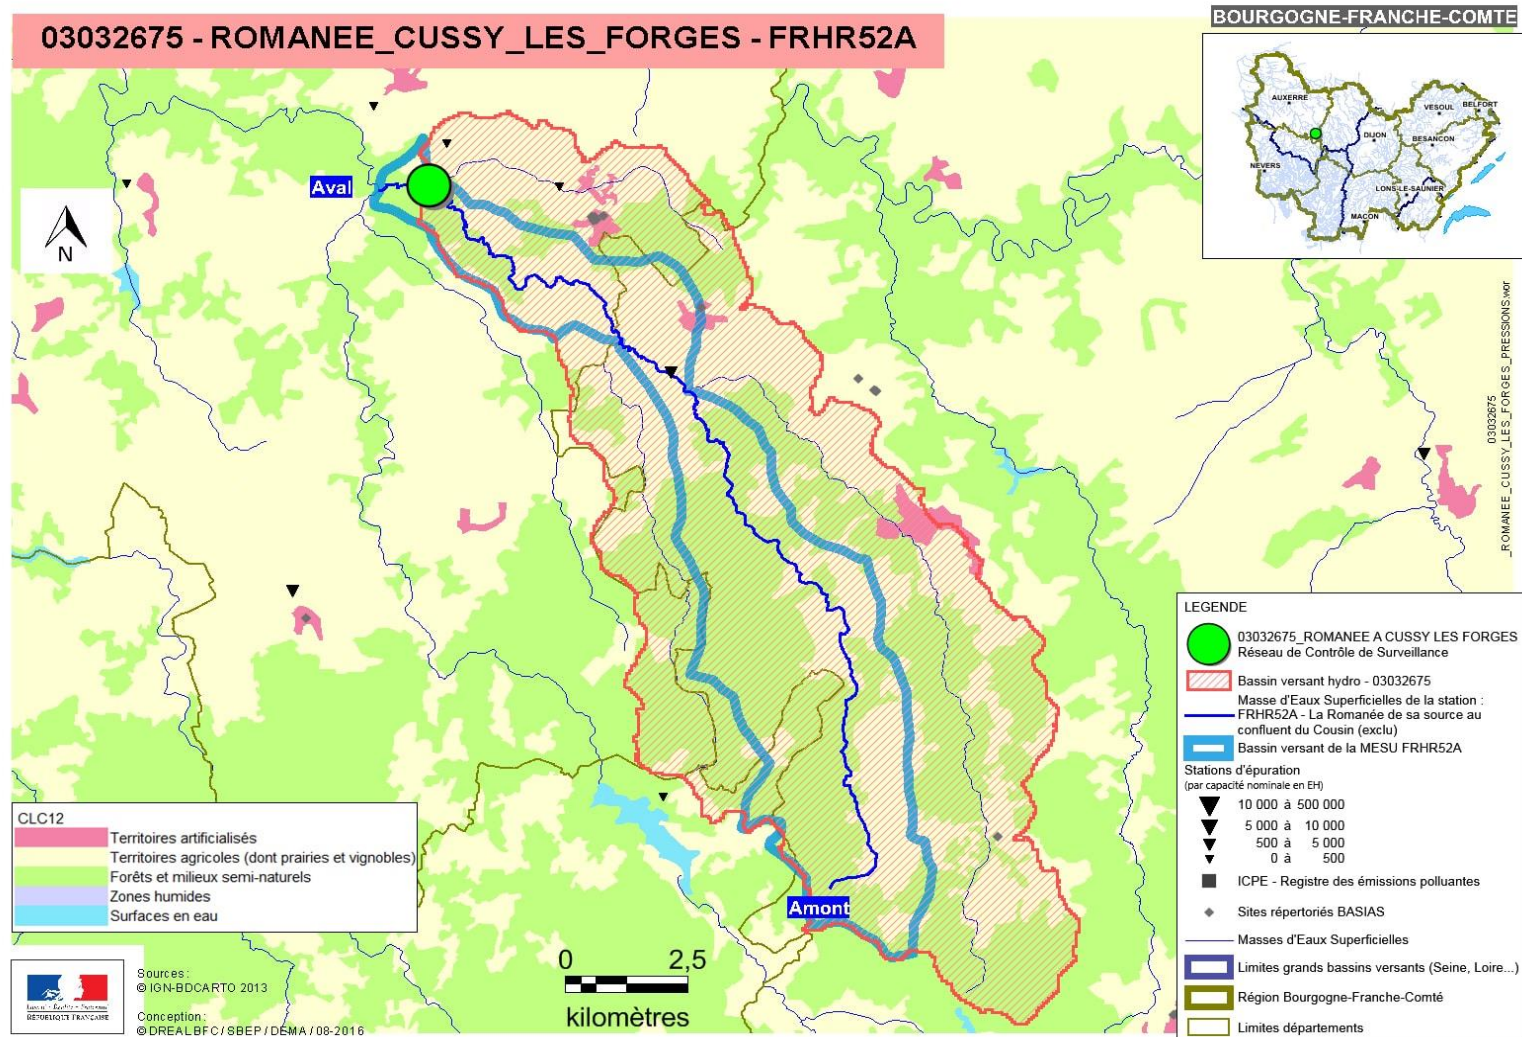 03032675 - ROMANEE_CUSSY_LES_FORGES - FRHR52A
BOURGOGNE-FRANCHE-COMTE
AUXERRE
VESOUL
BELFORT
DIJON
BESANCON
NEVERS
LONS-LE-SAUNIER
MACON
Aval
N
03032675
_ROMANEE_CUSSY_LES_FORGES_PRESSIONS.wor
Amont
LEGENDE
03032675_ROMANEE A CUSSY LES FORGES
Réseau de Contrôle de Surveillance
Bassin versant hydro - 03032675
Masse d'Eaux Superficielles de la station :
FRHR52A - La Romanée de sa source au
confluent du Cousin (exclu)
Bassin versant de la MESU FRHR52A
Stations d'épuration
(par capacité nominale en EH)
10 000 à 500 000
5 000 à 10 000
500 à 5 000
0 à 500
ICPE - Registre des émissions polluantes
Sites répertoriés BASIAS
Masses d'Eaux Superficielles
Limites grands bassins versants (Seine, Loire...)
Région Bourgogne-Franche-Comté
Limites départements
CLC12
Territoires artificialisés
Territoires agricoles (dont prairies et vignobles)
Forêts et milieux semi-naturels
Zones humides
Surfaces en eau
0 2,5
kilomètres
Liberté • Égalité • Fraternité
RÉPUBLIQUE FRANÇAISE
Sources :
© IGN-BDCARTO 2013
Conception :
© DREAL BFC / SBEP / DEMA / 08-2016